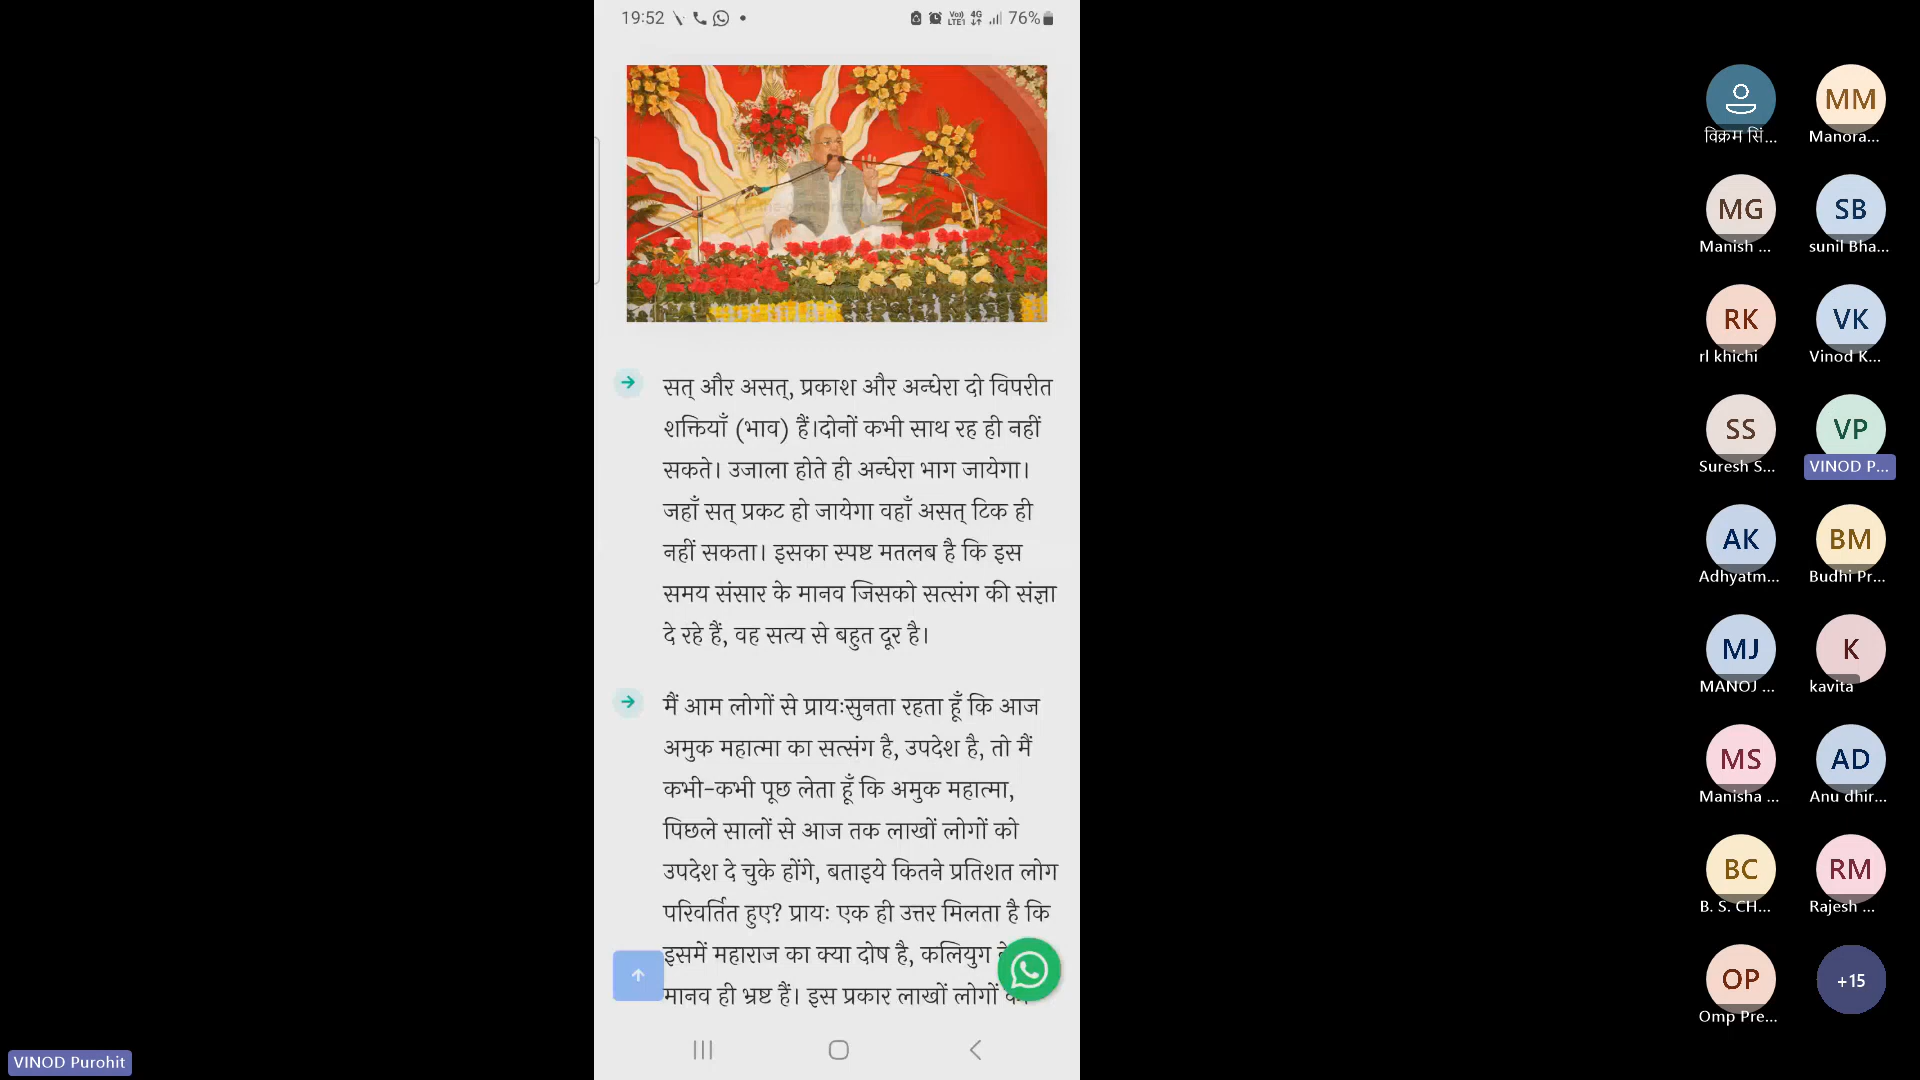 19:52
Vo)) LTE1 4G 76%
सत् और असत्, प्रकाश और अन्धेरा दो विपरीत
शक्तियाँ (भाव) हैं।दोनों कभी साथ रह ही नहीं
सकते। उजाला होते ही अन्धेरा भाग जायेगा।
जहाँ सत् प्रकट हो जायेगा वहाँ असत् टिक ही
नहीं सकता। इसका स्पष्ट मतलब है कि इस
समय संसार के मानव जिसको सत्संग की संज्ञा
दे रहे हैं, वह सत्य से बहुत दूर है।
मैं आम लोगों से प्रायःसुनता रहता हूँ कि आज
अमुक महात्मा का सत्संग है, उपदेश है, तो मैं
कभी-कभी पूछ लेता हूँ कि अमुक महात्मा,
पिछले सालों से आज तक लाखों लोगों को
उपदेश दे चुके होंगे, बताइये कितने प्रतिशत लोग
परिवर्तित हुए? प्रायः एक ही उत्तर मिलता है कि
इसमें महाराज का क्या दोष है, कलियुग
मानव ही भ्रष्ट हैं। इस प्रकार लाखों लोगों
VINOD Purohit
विक्रम सिं...
MM
Manora...
MG
Manish ...
SB
sunil Bha...
RK
rl khichi
VK
Vinod K...
SS
Suresh S...
VP
VINOD P...
AK
Adhyatm...
BM
Budhi Pr...
MJ
MANOJ ...
K
kavita
MS
Manisha ...
AD
Anu dhir...
BC
B. S. CH...
RM
Rajesh ...
OP
Omp Pre...
+15